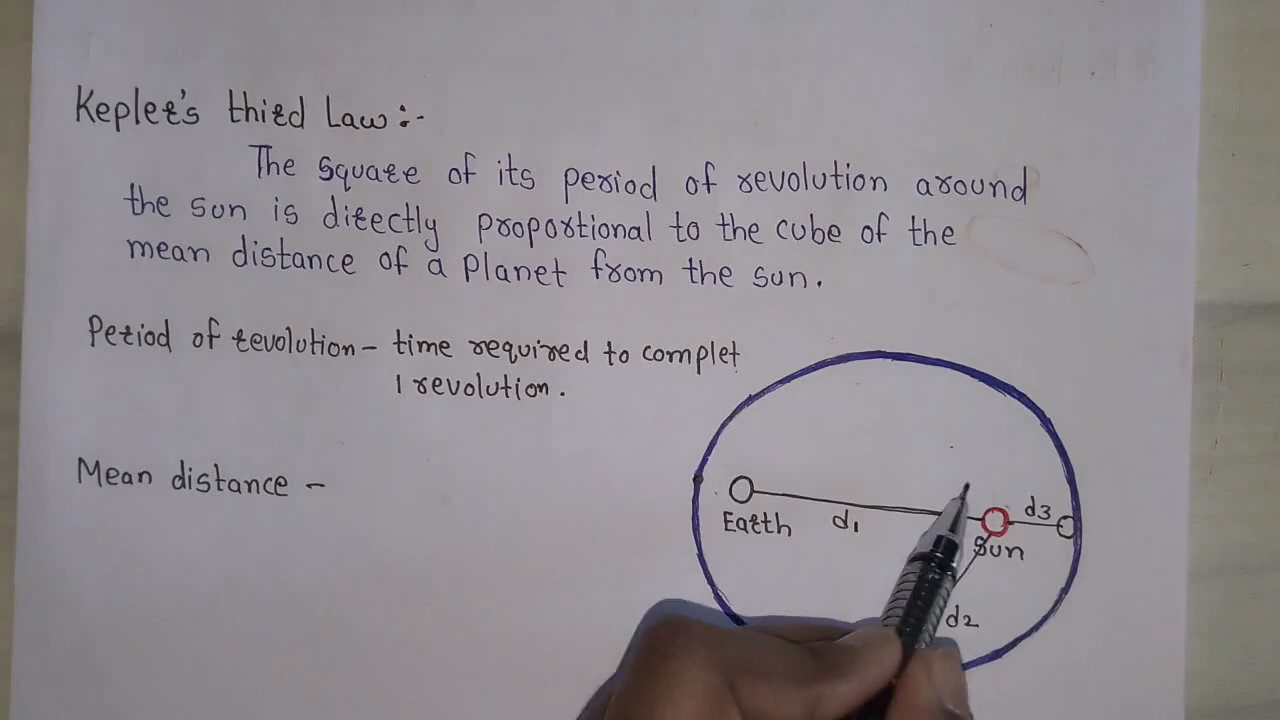 Kepler's third Law :-
The square of its period of revolution around
the sun is directly proportional to the cube of the
mean distance of a planet from the sun.
Period of revolution - time required to complet
1 revolution.
Mean distance -
Earth
d1
Sun
d3
d2